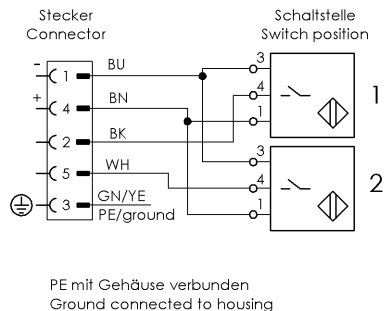 Stecker
Connector
Schaltstelle
Switch position
- 1 BU
+ 4 BN
2 BK
5 WH
3 GN/YE
PE/ground
3
4
1
1
3
4
1
2
PE mit Gehäuse verbunden
Ground connected to housing